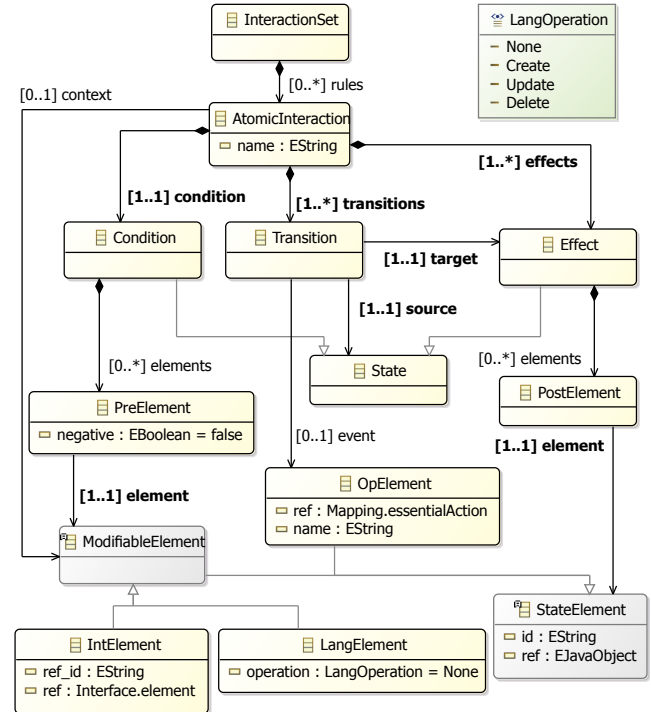 InteractionSet
LangOperation
None
Create
Update
Delete
[0..*] rules
[0..1] context
AtomicInteraction
name : EString
[1..*] effects
[1..1] condition
[1..*] transitions
Condition
Transition
Effect
[1..1] target
[1..1] source
[0..*] elements
State
[0..*] elements
PreElement
negative : EBoolean = false
PostElement
[0..1] event
[1..1] element
[1..1] element
OpElement
ref : Mapping.essentialAction
name : EString
ModifiableElement
StateElement
id : EString
ref : EJavaObject
IntElement
ref_id : EString
ref : Interface.element
LangElement
operation : LangOperation = None